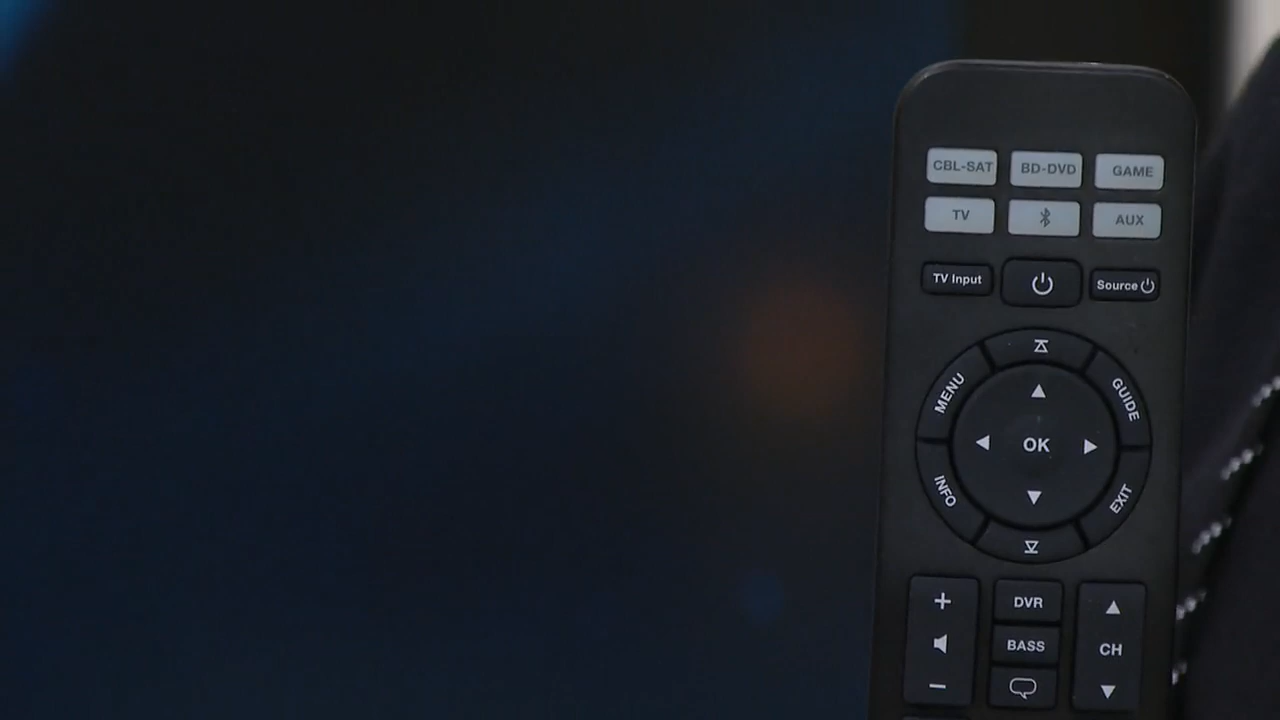 CBL-SAT BD-DVD GAME
TV AUX
TV Input Source
MENU GUIDE
OK
INFO EXIT
+ DVR
BASS CH
-